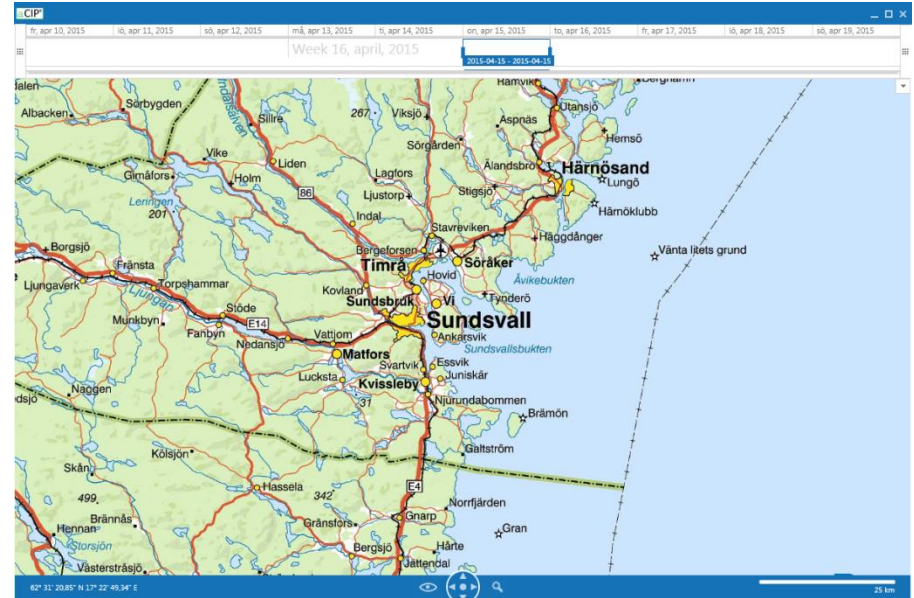 aCIP®
fr, apr 10, 2015 lö, apr 11, 2015 sö, apr 12, 2015 må, apr 13, 2015 ti, apr 14, 2015 on, apr 15, 2015 to, apr 16, 2015 fr, apr 17, 2015 lö, apr 18, 2015 sö, apr 19, 2015
Week 16, april, 2015
2015-04-15 - 2015-04-15
Ramvik
Utansjö
Sörbygden
Albacken
Sillre
267
Viksjö
Aspnäs
Hemsö
Sörgården
Vike
Liden
Älandsbro
Härnösand
Gimåfors
Holm
Lagfors
Lungö
86
Ljustorp
Stigsjö
Leringen
201
Härnöklubb
Indal
Stavreviken
Häggdånger
Borgsjö
Bergeforsen
Vänta litets grund
Fränsta
Timrå
Söråker
Hovid
Åvikebukten
Ljungaverk
Torpshammar
Kovland
Ljungan
Sundsbruk
Vi
Tynderö
Stöde
Munkbyn
E14
Sundsvall
Fanbyn
Nedansjö
Vattjom
Ankarsvik
Sundsvallsbukten
Matfors
Svartvik
Essvik
Lucksta
Juniskär
Kvissleby
Naggen
31
Njurundabommen
Brämön
Galtström
Kölsjön
Skån
Hassela
E4
499
342
Norrfjärden
Brännås
Gränsfors
Gnarp
Gran
Hennan
Storsjön
Bergsjö
Hårte
Västerstråsjö
Jättendal
62° 31' 20,85" N 17° 22' 49,34" E
25 km